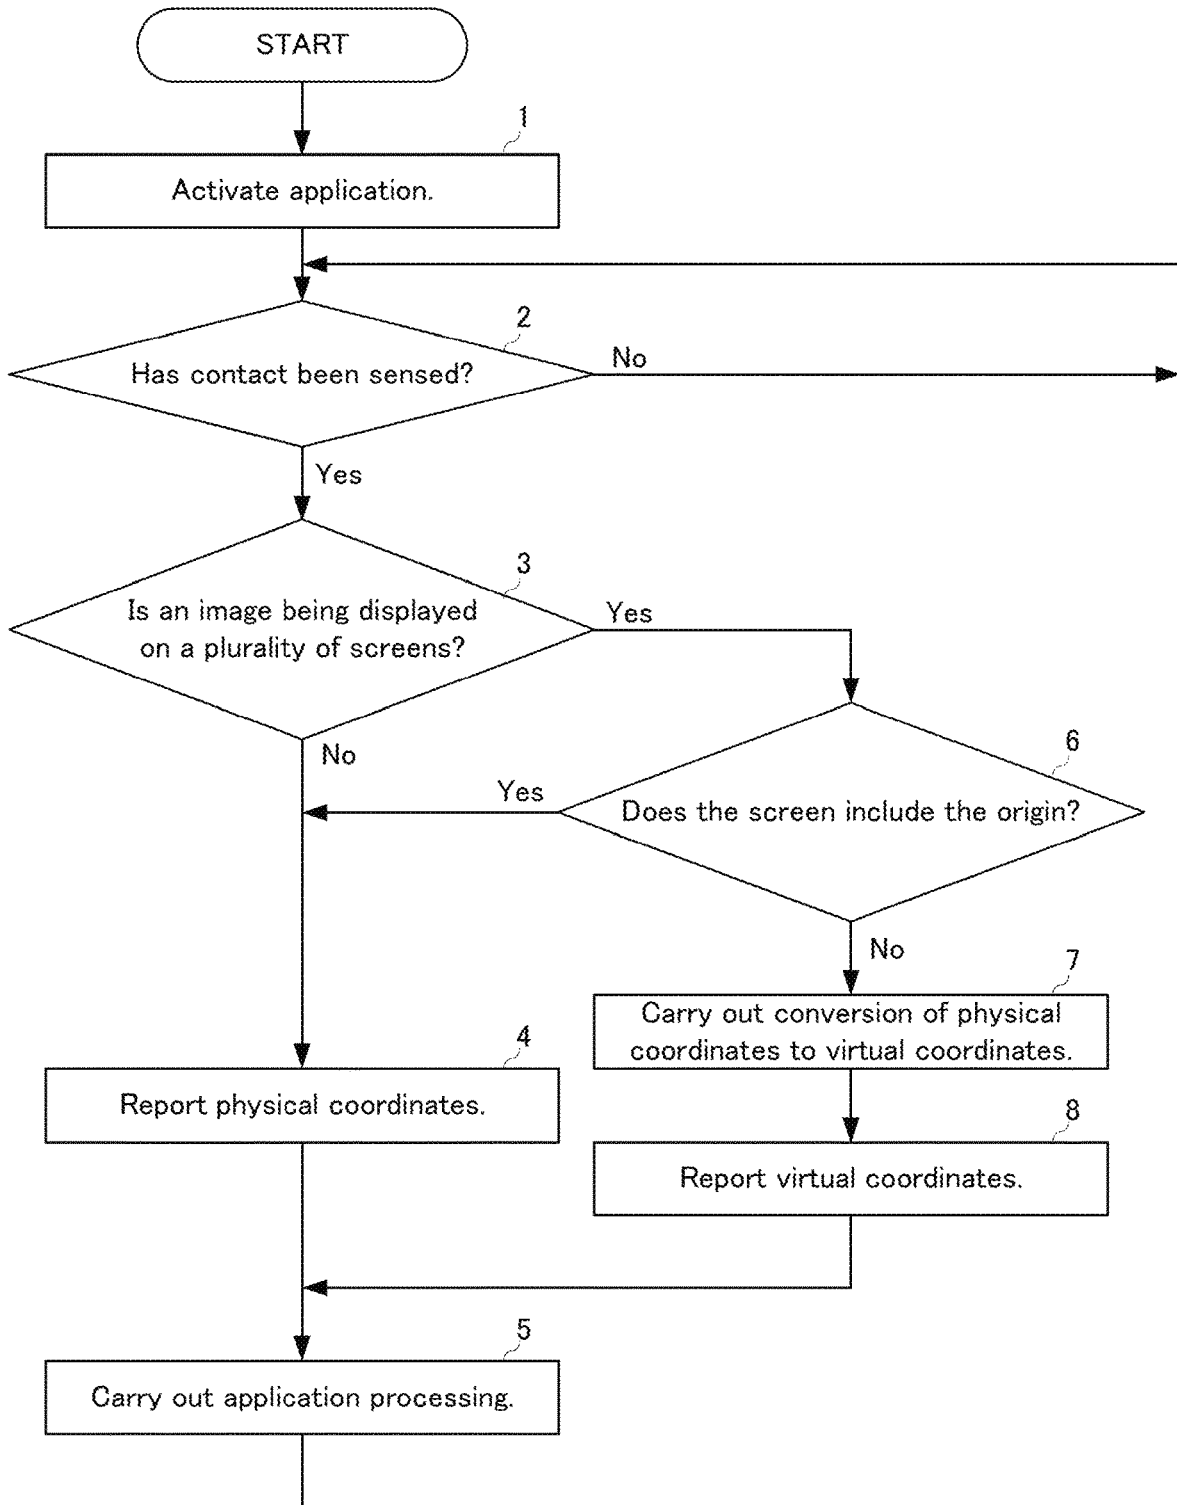 START
1
Activate application.
2
Has contact been sensed?
No
Yes
3
Is an image being displayed
on a plurality of screens?
Yes
No
6
Does the screen include the origin?
Yes
No
7
Carry out conversion of physical
coordinates to virtual coordinates.
4
Report physical coordinates.
8
Report virtual coordinates.
5
Carry out application processing.